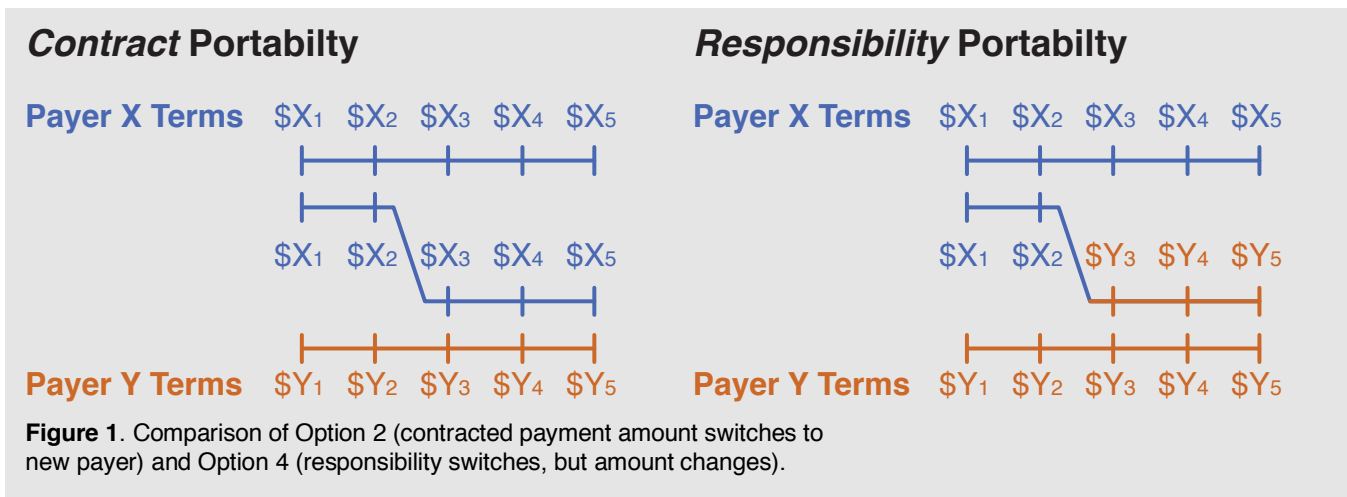 Contract Portabilty
Payer X Terms $X1 $X2 $X3 $X4 $X5
$X1 $X2 $X3 $X4 $X5
Payer Y Terms $Y1 $Y2 $Y3 $Y4 $Y5
Responsibility Portabilty
Payer X Terms $X1 $X2 $X3 $X4 $X5
$X1 $X2 $Y3 $Y4 $Y5
Payer Y Terms $Y1 $Y2 $Y3 $Y4 $Y5
Figure 1. Comparison of Option 2 (contracted payment amount switches to
new payer) and Option 4 (responsibility switches, but amount changes).